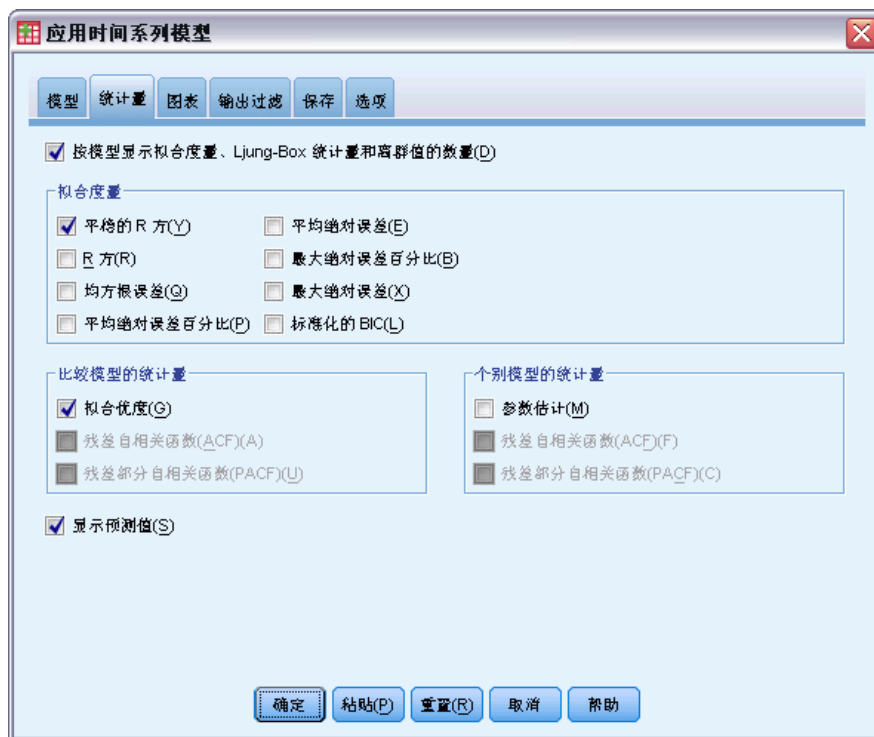 应用时间系列模型
模型 统计量 图表 输出过滤 保存 选项
按模型显示拟合度量、Ljung-Box 统计量和离群值的数量(D)
拟合度量
平稳的 R 方(Y) 平均绝对误差(E)
R 方(R) 最大绝对误差百分比(B)
均方根误差(Q) 最大绝对误差(X)
平均绝对误差百分比(P) 标准化的 BIC(L)
比较模型的统计量 个别模型的统计量
拟合优度(G) 参数估计(M)
残差自相关函数(ACF)(A) 残差自相关函数(ACF)(F)
残差部分自相关函数(PACF)(U) 残差部分自相关函数(PACF)(C)
显示预测值(S)
确定 粘贴(P) 重置(R) 取消 帮助